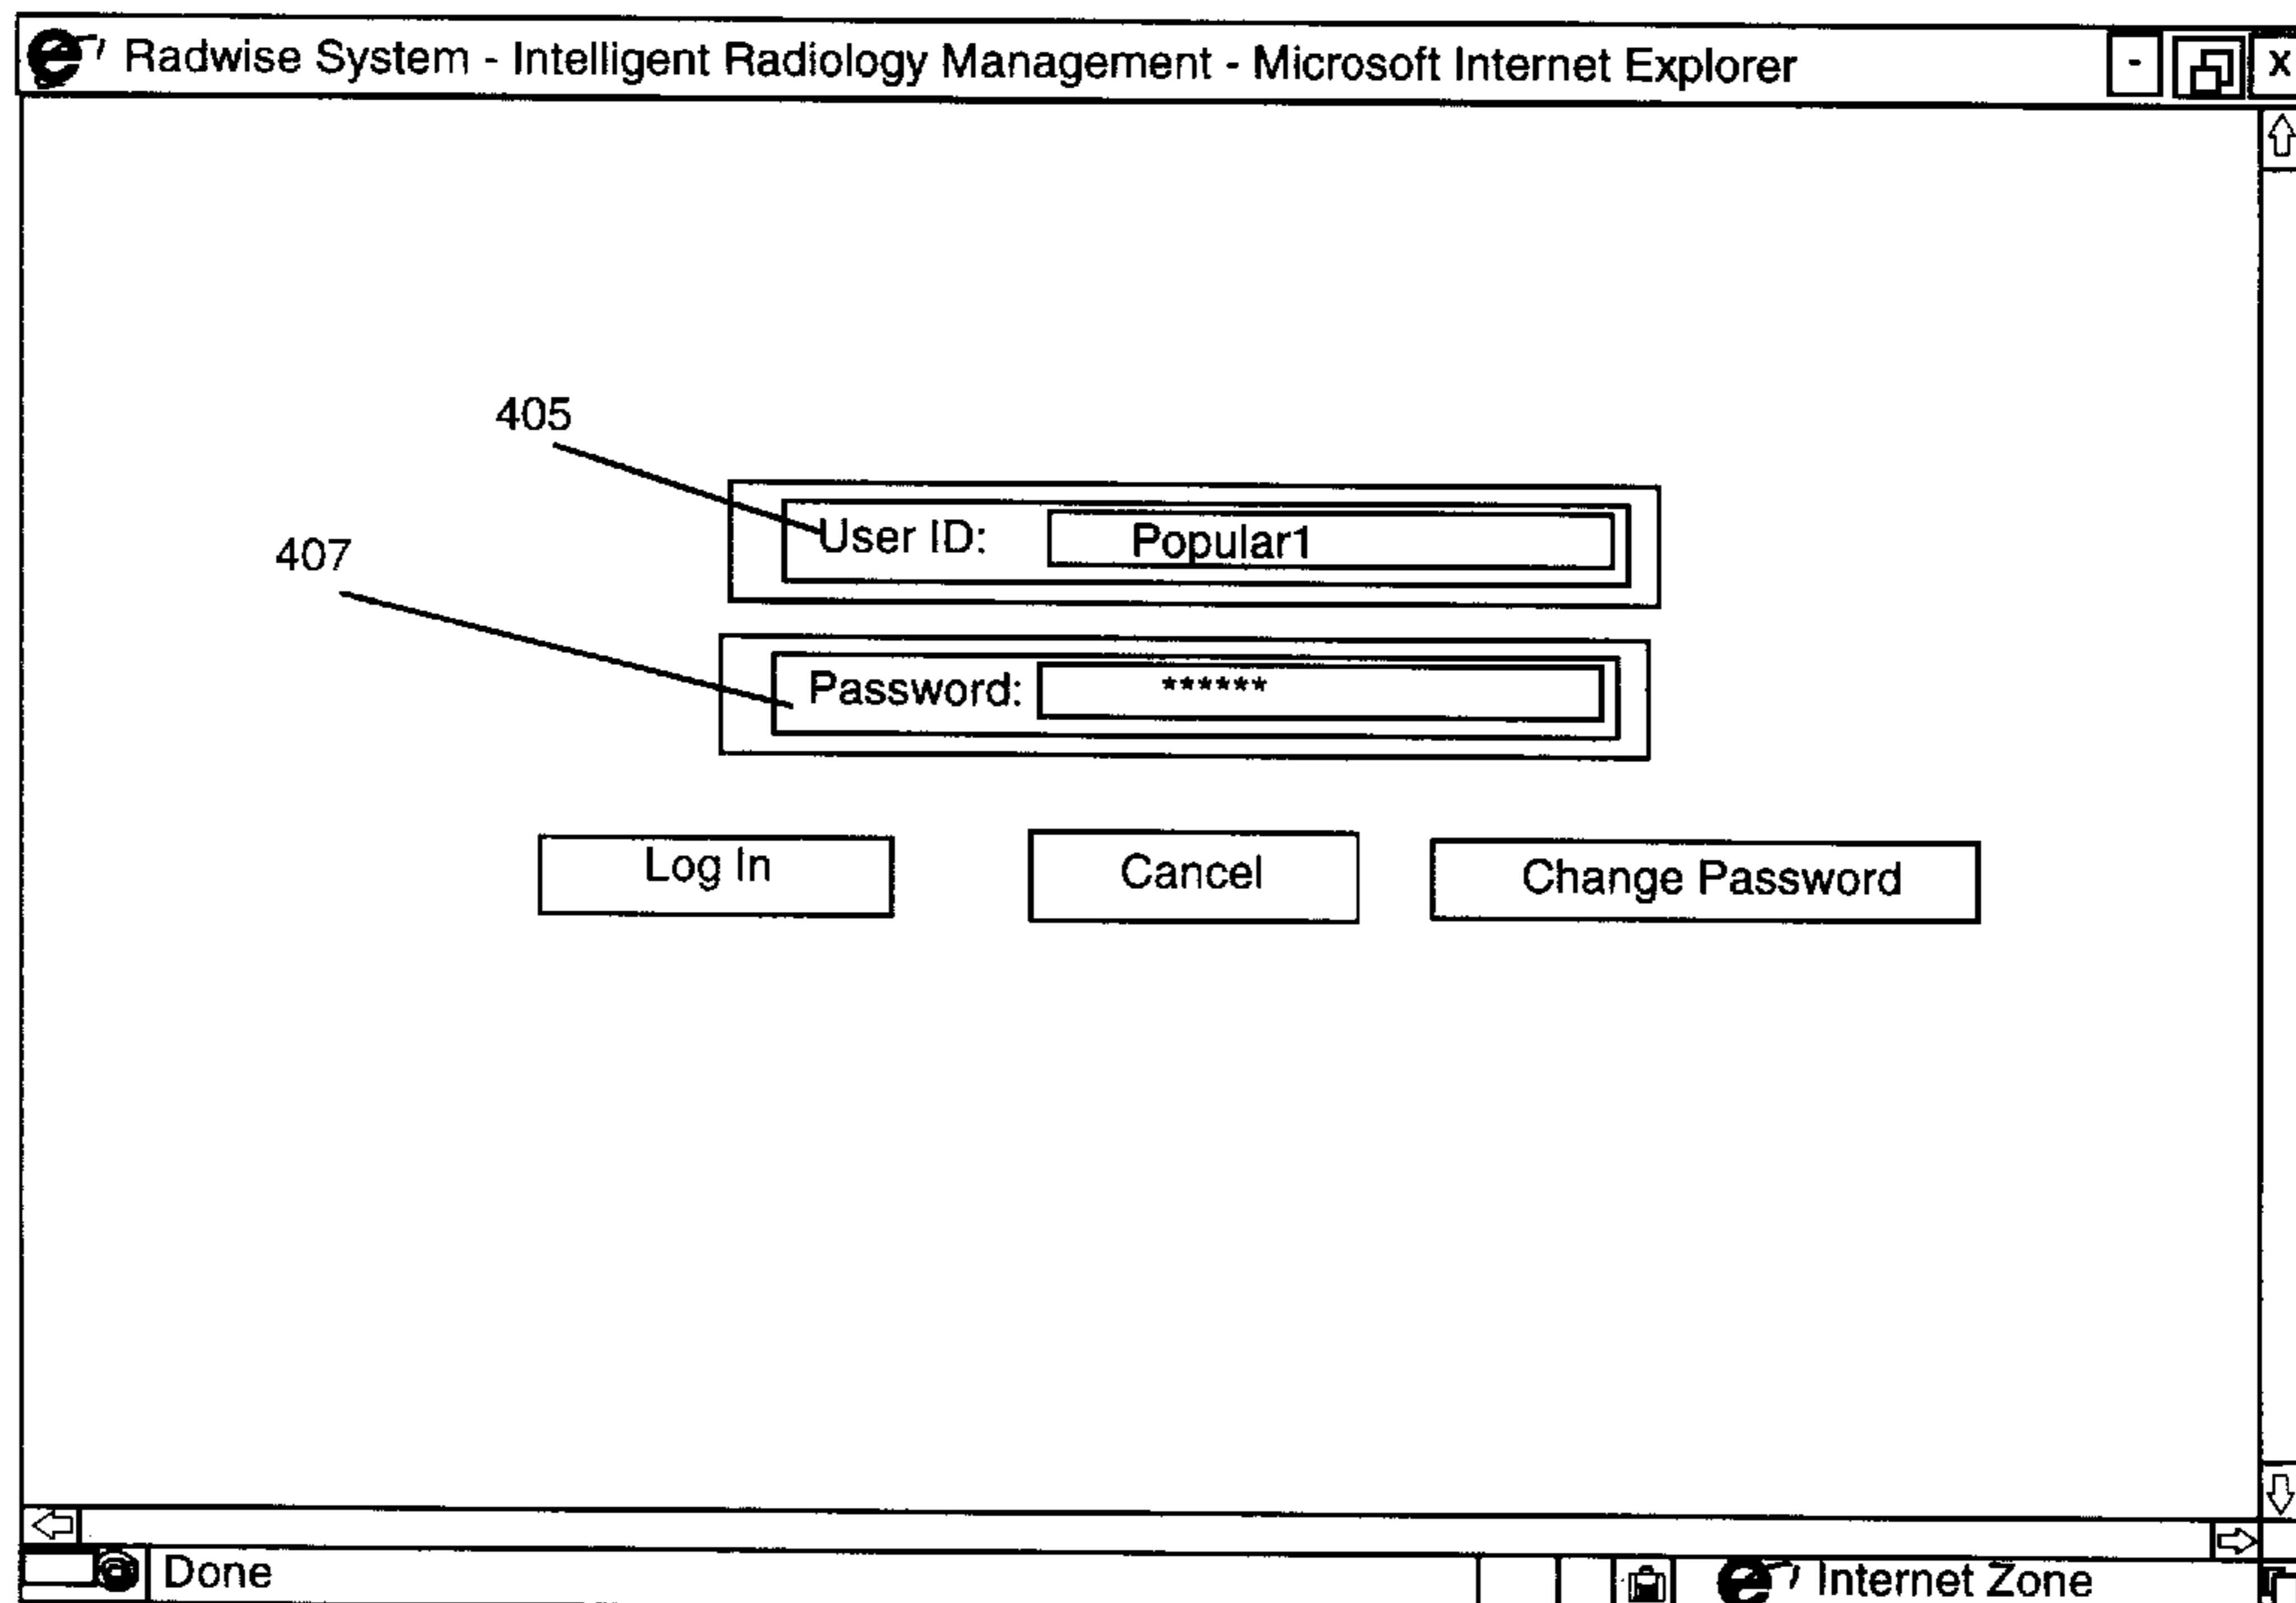 Radwise System - Intelligent Radiology Management - Microsoft Internet Explorer - X
405
User ID: Popular1
407
Password: ******
Log In Cancel Change Password
Done Internet Zone